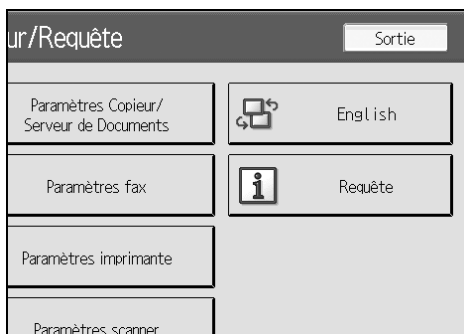 ur/Requête
Sortie
Paramètres Copieur/
Serveur de Documents
English
Paramètres fax
Requête
Paramètres imprimante
Paramètres scanner